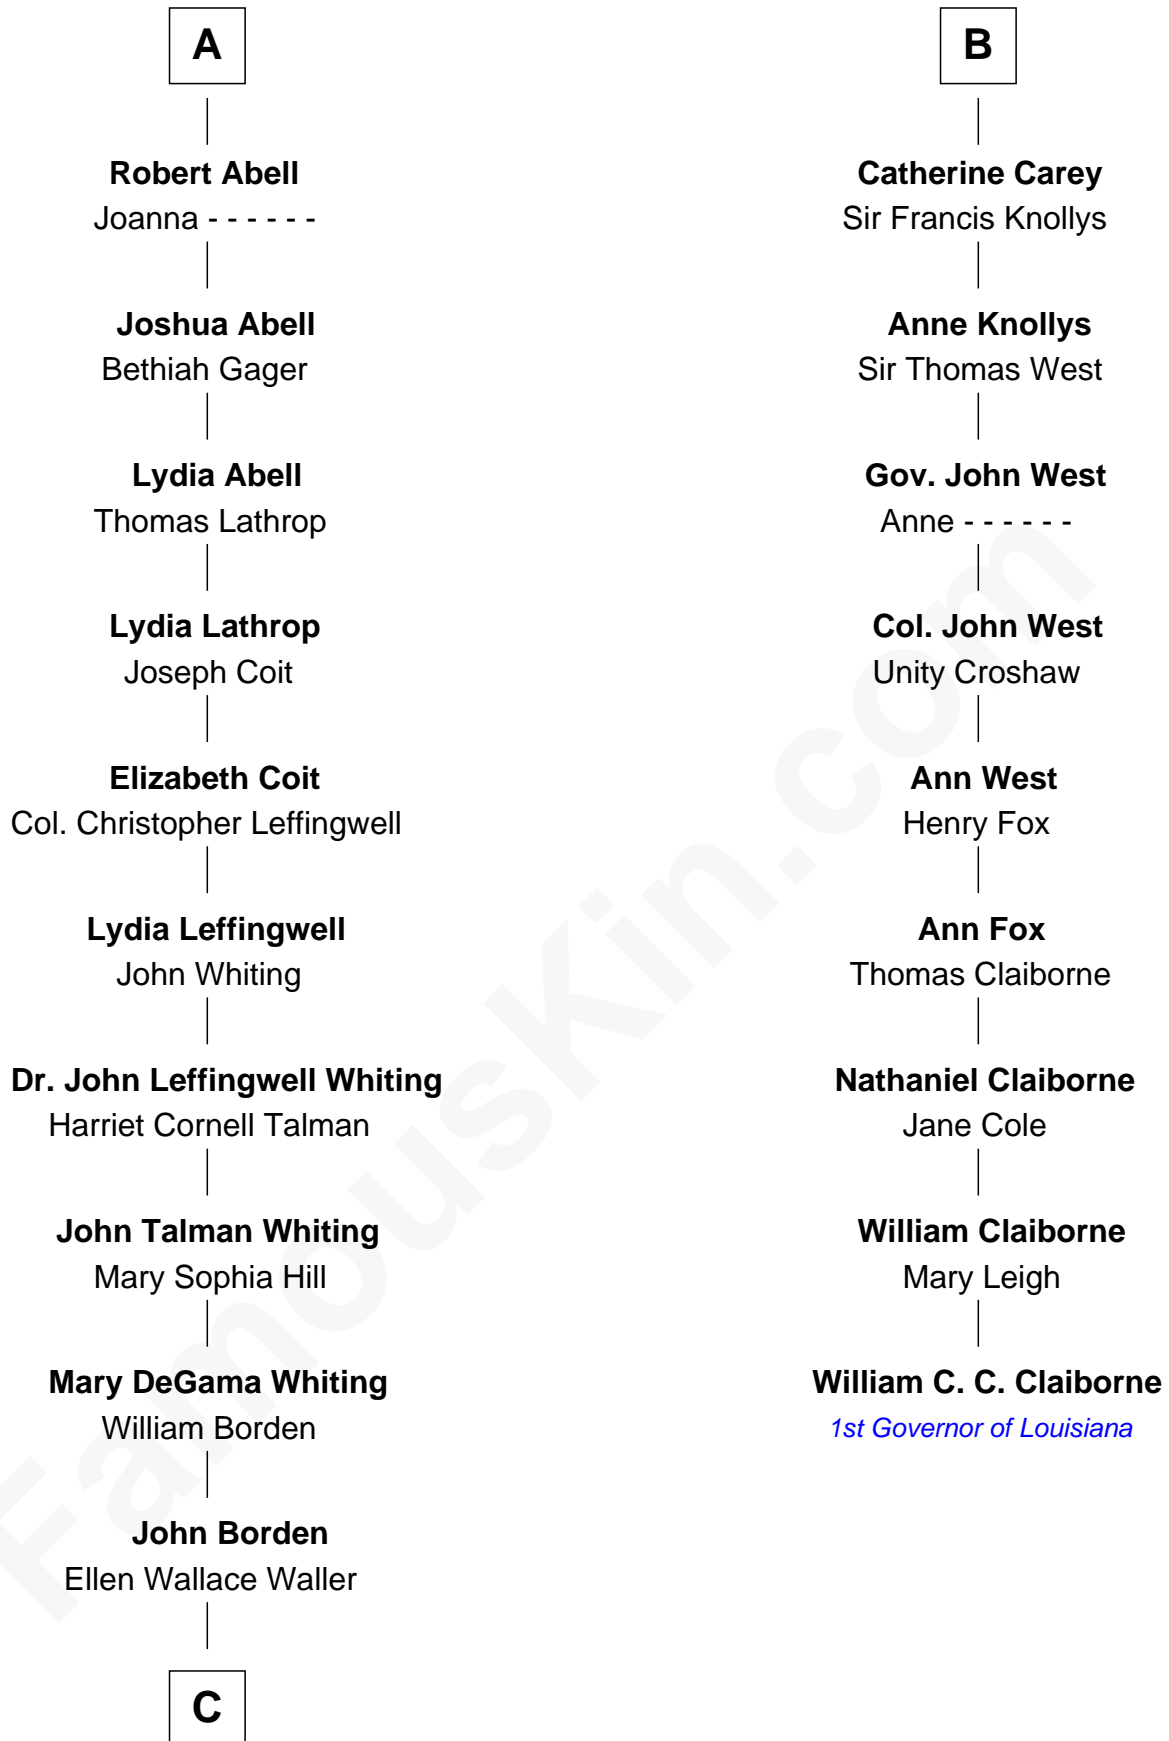 A
Robert Abell
Joanna - - - - - -
Joshua Abell
Bethiah Gager
Lydia Abell
Thomas Lathrop
Lydia Lathrop
Joseph Coit
Elizabeth Coit
Col. Christopher Leffingwell
Lydia Leffingwell
John Whiting
Dr. John Leffingwell Whiting
Harriet Cornell Talman
John Talman Whiting
Mary Sophia Hill
Mary DeGama Whiting
William Borden
John Borden
Ellen Wallace Waller
C
B
Catherine Carey
Sir Francis Knollys
Anne Knollys
Sir Thomas West
Gov. John West
Anne - - - - - -
Col. John West
Unity Croshaw
Ann West
Henry Fox
Ann Fox
Thomas Claiborne
Nathaniel Claiborne
Jane Cole
William Claiborne
Mary Leigh
William C. C. Claiborne
1st Governor of Louisiana
FamousKin.com